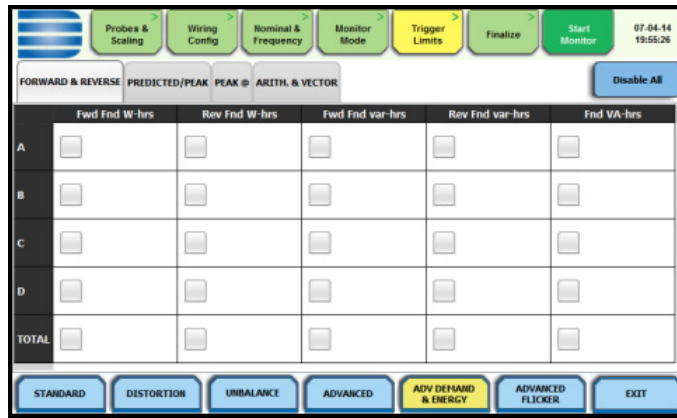 Probes &
Scaling
>
Wiring
Config
>
Nominal &
Frequency
>
Monitor
Mode
>
Trigger
Limits
>
Finalize
>
Start
Monitor
07-04-14
19:55:26
FORWARD & REVERSE PREDICTED/PEAK PEAK @ ARITH. & VECTOR
Disable All
Fwd Fnd W-hrs Rev Fnd W-hrs Fwd Fnd var-hrs Rev Fnd var-hrs Fnd VA-hrs
A
B
C
D
TOTAL
STANDARD
DISTORTION
UNBALANCE
ADVANCED
ADV DEMAND
& ENERGY
ADVANCED
FLICKER
EXIT